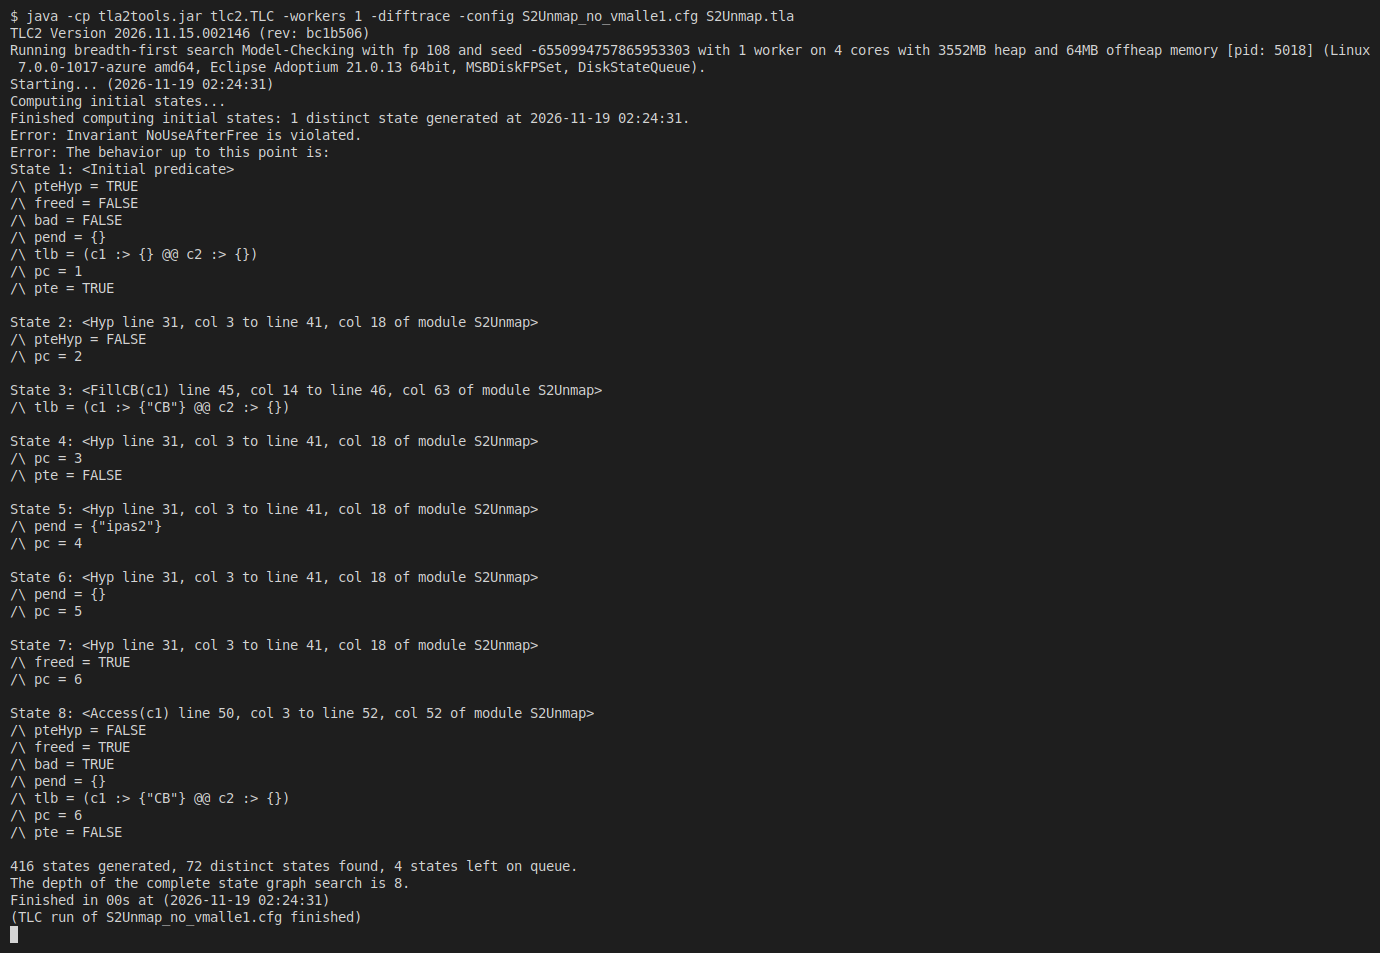 $ java -cp tla2tools.jar tlc2.TLC -workers 1 -difftrace -config S2Unmap_no_vmalle1.cfg S2Unmap.tla
TLC2 Version 2026.11.15.002146 (rev: bc1b506)
Running breadth-first search Model-Checking with fp 108 and seed -6550994757865953303 with 1 worker on 4 cores with 3552MB heap and 64MB offheap memory [pid: 5018] (Linux
 7.0.0-1017-azure amd64, Eclipse Adoptium 21.0.13 64bit, MSBDiskFPSet, DiskStateQueue).
Starting... (2026-11-19 02:24:31)
Computing initial states...
Finished computing initial states: 1 distinct state generated at 2026-11-19 02:24:31.
Error: Invariant NoUseAfterFree is violated.
Error: The behavior up to this point is:
State 1: <Initial predicate>
/\ pteHyp = TRUE
/\ freed = FALSE
/\ bad = FALSE
/\ pend = {}
/\ tlb = (c1 :> {} @@ c2 :> {})
/\ pc = 1
/\ pte = TRUE

State 2: <Hyp line 31, col 3 to line 41, col 18 of module S2Unmap>
/\ pteHyp = FALSE
/\ pc = 2

State 3: <FillCB(c1) line 45, col 14 to line 46, col 63 of module S2Unmap>
/\ tlb = (c1 :> {"CB"} @@ c2 :> {})

State 4: <Hyp line 31, col 3 to line 41, col 18 of module S2Unmap>
/\ pc = 3
/\ pte = FALSE

State 5: <Hyp line 31, col 3 to line 41, col 18 of module S2Unmap>
/\ pend = {"ipas2"}
/\ pc = 4

State 6: <Hyp line 31, col 3 to line 41, col 18 of module S2Unmap>
/\ pend = {}
/\ pc = 5

State 7: <Hyp line 31, col 3 to line 41, col 18 of module S2Unmap>
/\ freed = TRUE
/\ pc = 6

State 8: <Access(c1) line 50, col 3 to line 52, col 52 of module S2Unmap>
/\ pteHyp = FALSE
/\ freed = TRUE
/\ bad = TRUE
/\ pend = {}
/\ tlb = (c1 :> {"CB"} @@ c2 :> {})
/\ pc = 6
/\ pte = FALSE

416 states generated, 72 distinct states found, 4 states left on queue.
The depth of the complete state graph search is 8.
Finished in 00s at (2026-11-19 02:24:31)
(TLC run of S2Unmap_no_vmalle1.cfg finished)